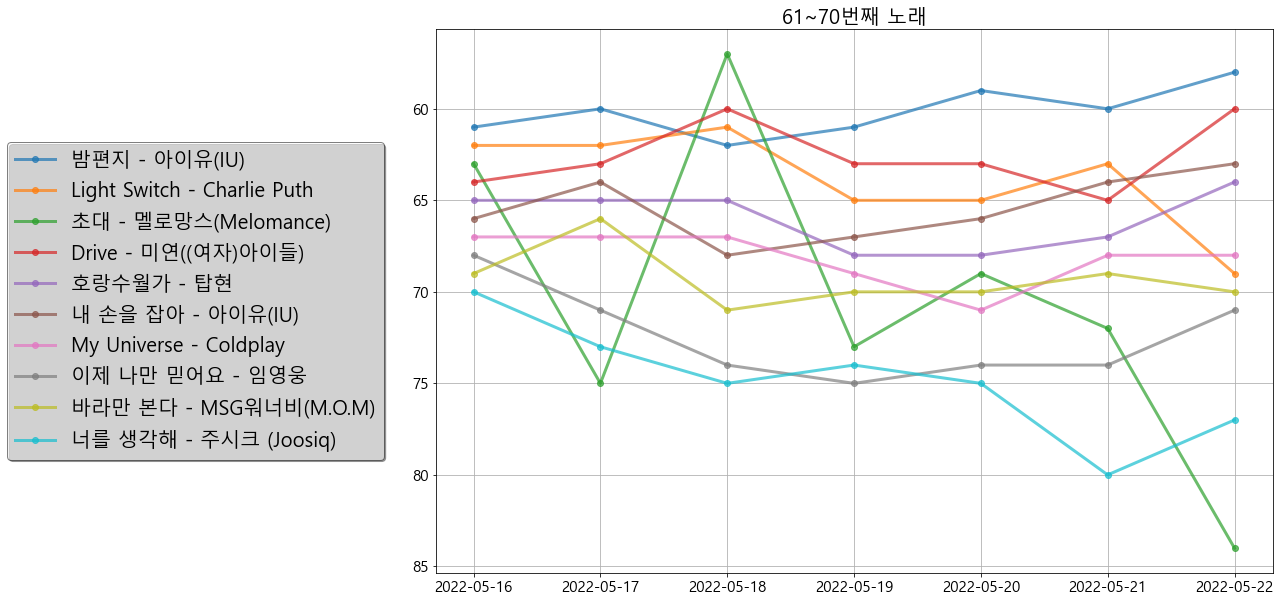 61~70번째 노래
밤편지 - 아이유(IU)
Light Switch - Charlie Puth
초대 - 멜로망스(Melomance)
Drive - 미연((여자)아이들)
호랑수월가 - 탑현
내 손을 잡아 - 아이유(IU)
My Universe - Coldplay
이제 나만 믿어요 - 임영웅
바라만 본다 - MSG워너비(M.O.M)
너를 생각해 - 주시크 (Joosiq)
60
65
70
75
80
85
2022-05-16 2022-05-17 2022-05-18 2022-05-19 2022-05-20 2022-05-21 2022-05-22